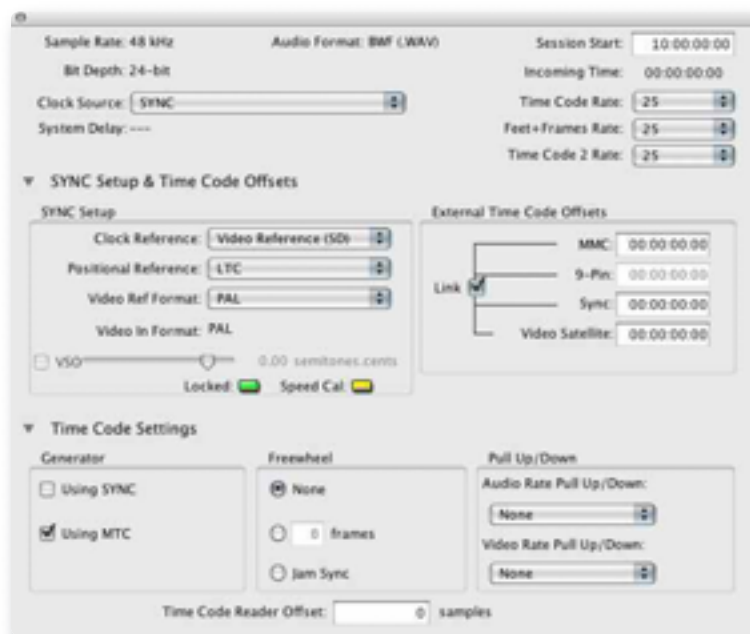 Sample Rate: 48 kHz
Audio Format: BWF (.WAV)
Session Start: 10:00:00:00
Bit Depth: 24-bit
Incoming Time: 00:00:00:00
Clock Source: SYNC
Time Code Rate: 25
System Delay: ---
Feet+Frames Rate: 25
Time Code 2 Rate: 25
SYNC Setup & Time Code Offsets
SYNC Setup
Clock Reference: Video Reference (SD)
Positional Reference: LTC
Video Ref Format: PAL
Video In Format: PAL
VSO 0.00 semitones.cents
Locked: Speed Cal:
External Time Code Offsets
MMC: 00:00:00:00
9-Pin: 00:00:00:00
Link
Sync: 00:00:00:00
Video Satellite: 00:00:00:00
Time Code Settings
Generator
Using SYNC
Using MTC
Freewheel
None
0 frames
Jam Sync
Pull Up/Down
Audio Rate Pull Up/Down:
None
Video Rate Pull Up/Down:
None
Time Code Reader Offset: 0 samples